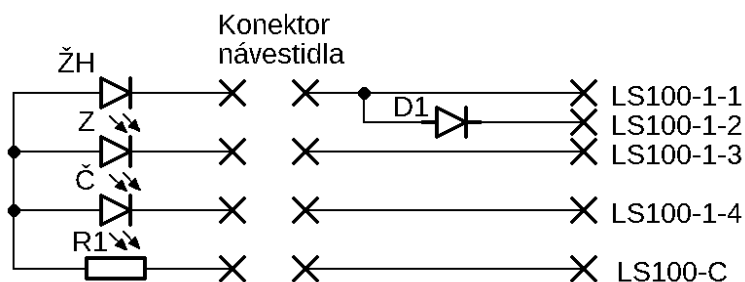 Konektor
návestidla
ŽH
D1
LS100-1-1
LS100-1-2
Z
LS100-1-3
Č
LS100-1-4
R1
LS100-C